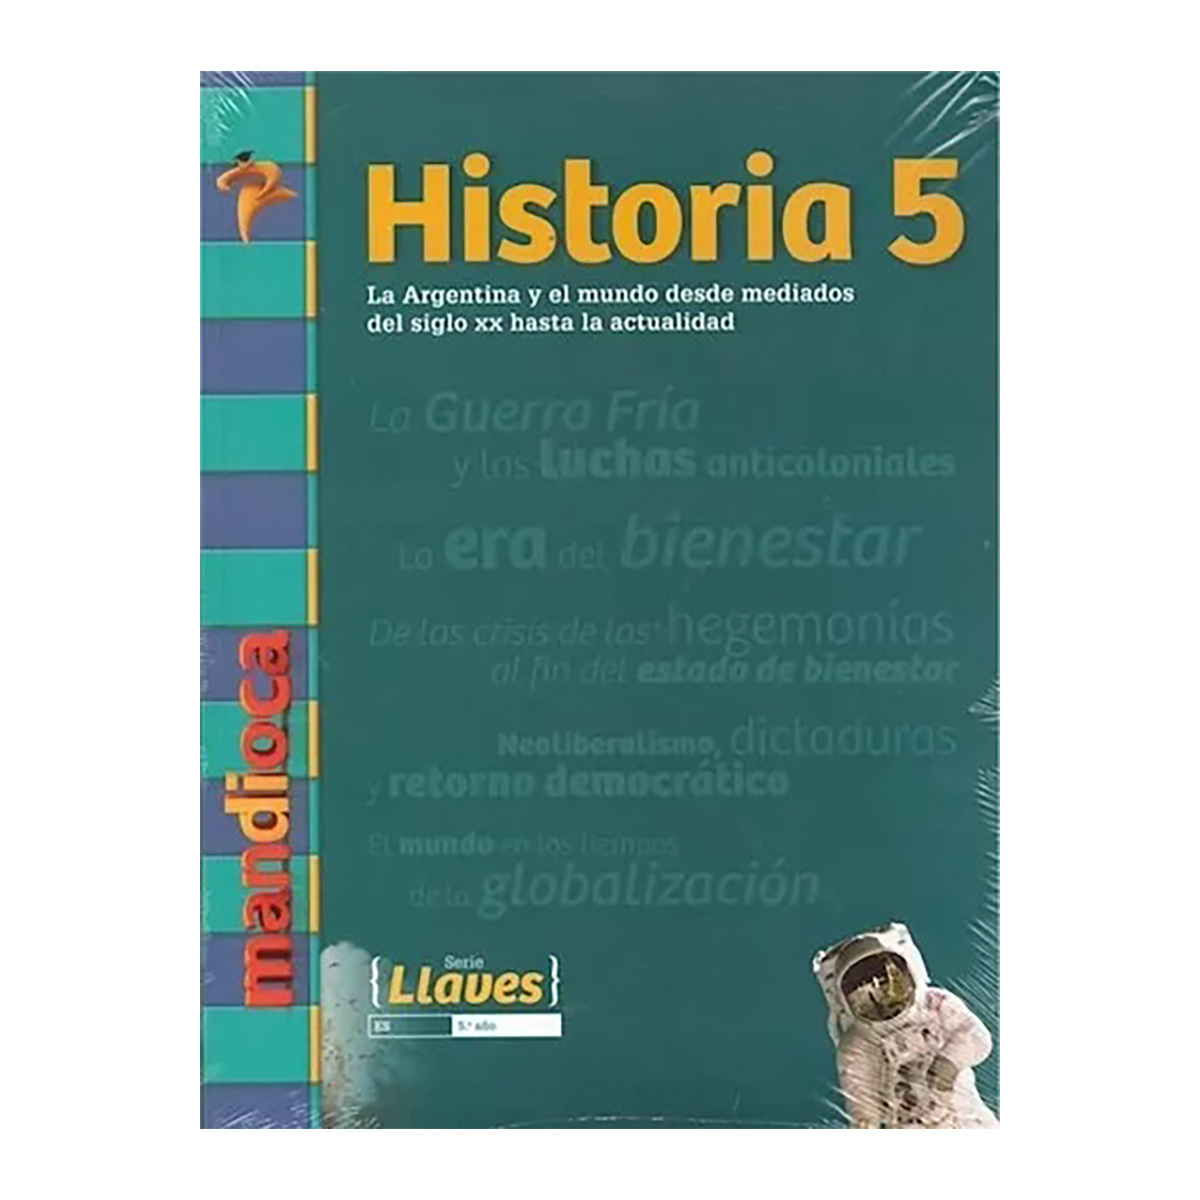 Historia 5
La Argentina y el mundo desde mediados
del siglo xx hasta la actualidad
La Guerra Fría
y las luchas anticoloniales
La era del bienestar
De las crisis de las hegemonías
al fin del estado de bienestar
Neoliberalismo, dictaduras
y retorno democrático
El mundo en los tiempos
de la globalización
mandioca
Serie
{Llaves}
ES 5.º año